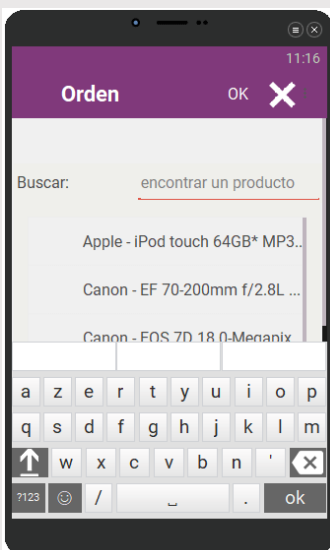 11:16
Orden OK
Buscar: encontrar un producto
Apple - iPod touch 64GB* MP3...
Canon - EF 70-200mm f/2.8L ...
Canon - EOS 7D 18.0-Megapix
a z e r t y u i o p
q s d f g h j k l m
w x c v b n '
?123 / . ok